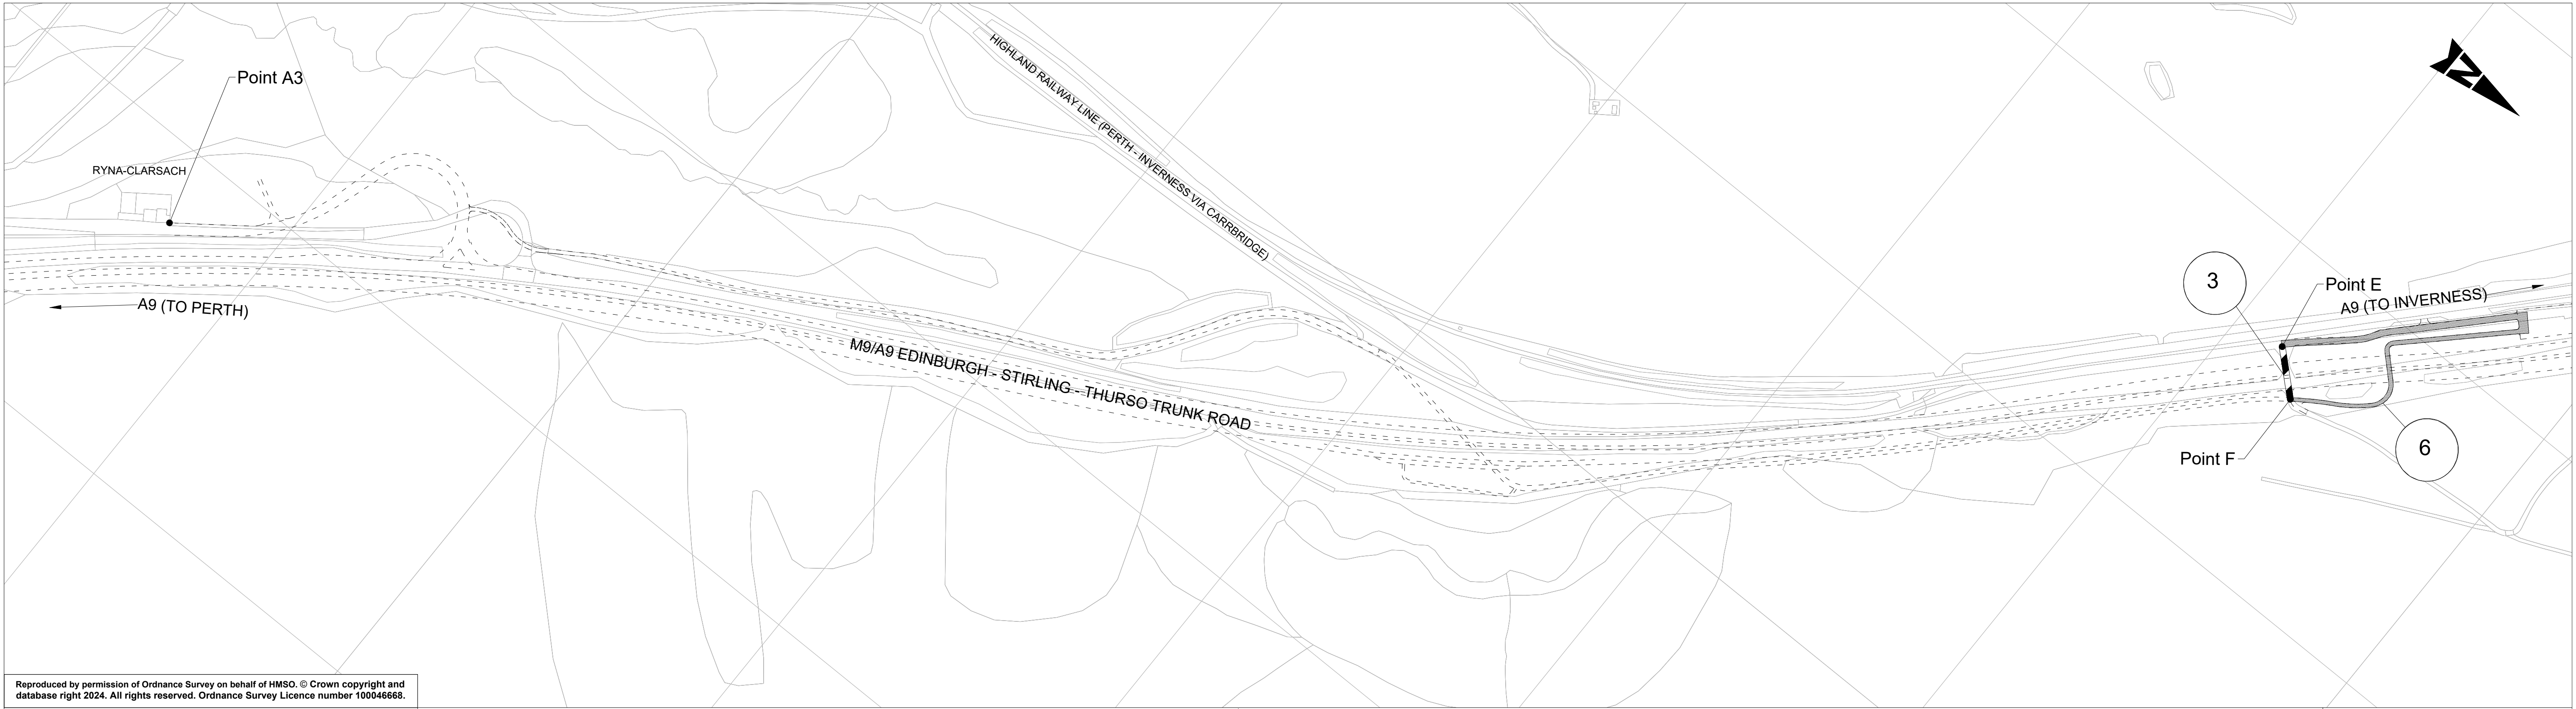 Point A3
RYNA-CLARSACH
A9 (TO PERTH)
HIGHLAND RAILWAY LINE (PERTH - INVERNESS VIA CARRBRIDGE)
M9/A9 EDINBURGH - STIRLING - THURSO TRUNK ROAD
N
3
Point E
A9 (TO INVERNESS)
Point F
6
Reproduced by permission of Ordnance Survey on behalf of HMSO. © Crown copyright and
database right 2024. All rights reserved. Ordnance Survey Licence number 100046668.